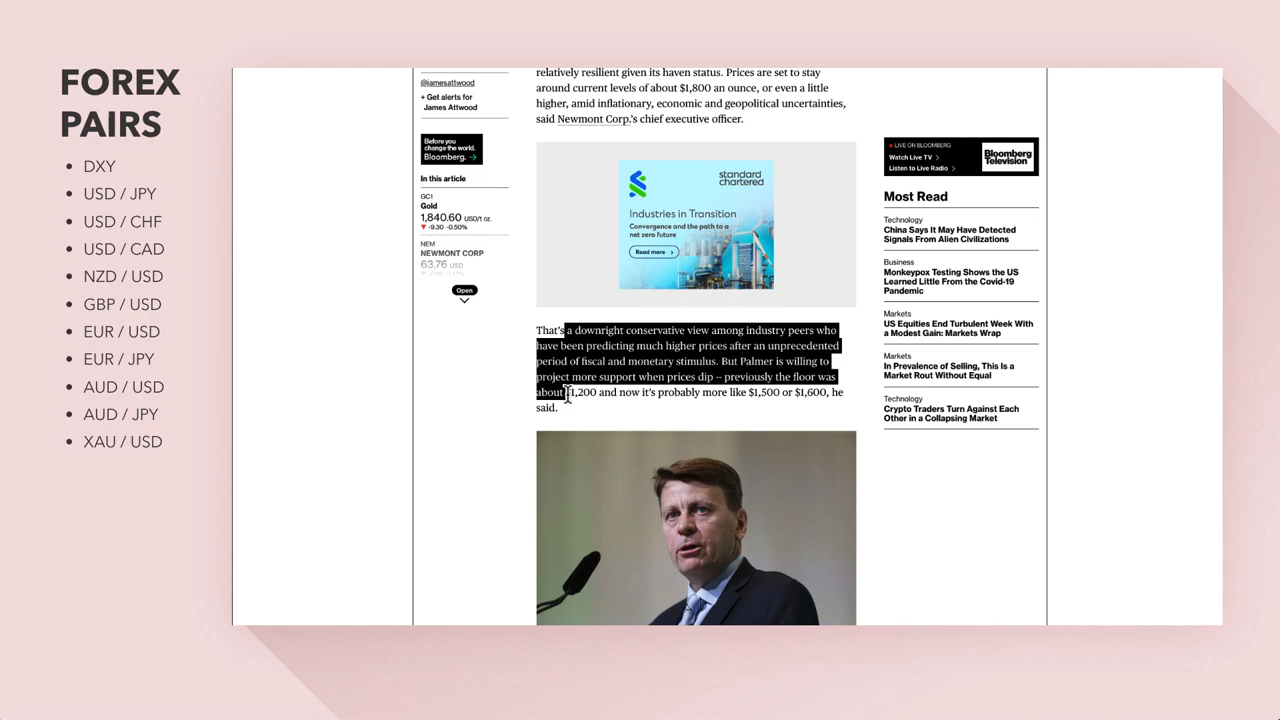 FOREX
PAIRS
• DXY
• USD / JPY
• USD / CHF
• USD / CAD
• NZD / USD
• GBP / USD
• EUR / USD
• EUR / JPY
• AUD / USD
• AUD / JPY
• XAU / USD
@jamesattwood
+ Get alerts for
James Attwood
Before you
change the world.
Bloomberg. →
In this article
GC1
Gold
1,840.60 USD/t oz.
▼ -9.30 -0.50%
NEM
NEWMONT CORP
63.76 USD
Open
relatively resilient given its haven status. Prices are set to stay
around current levels of about $1,800 an ounce, or even a little
higher, amid inflationary, economic and geopolitical uncertainties,
said Newmont Corp.’s chief executive officer.
standard
chartered
Industries in Transition
Convergence and the path to a
net zero future
Read more
That’s a downright conservative view among industry peers who
have been predicting much higher prices after an unprecedented
period of fiscal and monetary stimulus. But Palmer is willing to
project more support when prices dip -- previously the floor was
about $1,200 and now it’s probably more like $1,500 or $1,600, he
said.
LIVE ON BLOOMBERG
Watch Live TV
Listen to Live Radio
Bloomberg
Television
Most Read
Technology
China Says It May Have Detected
Signals From Alien Civilizations
Business
Monkeypox Testing Shows the US
Learned Little From the Covid-19
Pandemic
Markets
US Equities End Turbulent Week With
a Modest Gain: Markets Wrap
Markets
In Prevalence of Selling, This Is a
Market Rout Without Equal
Technology
Crypto Traders Turn Against Each
Other in a Collapsing Market